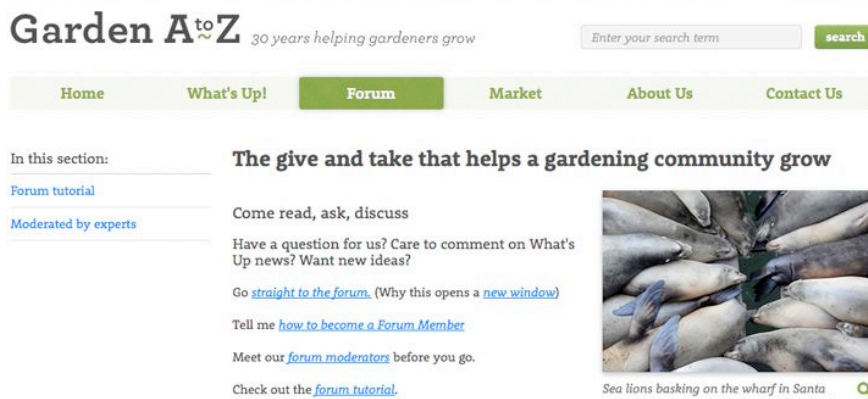 Garden AtoZ 30 years helping gardeners grow
Enter your search term
search
Home What's Up! Forum Market About Us Contact Us
In this section:
Forum tutorial
Moderated by experts
The give and take that helps a gardening community grow
Come read, ask, discuss
Have a question for us? Care to comment on What's
Up news? Want new ideas?
Go straight to the forum. (Why this opens a new window)
Tell me how to become a Forum Member
Meet our forum moderators before you go.
Check out the forum tutorial.
Sea lions basking on the wharf in Santa